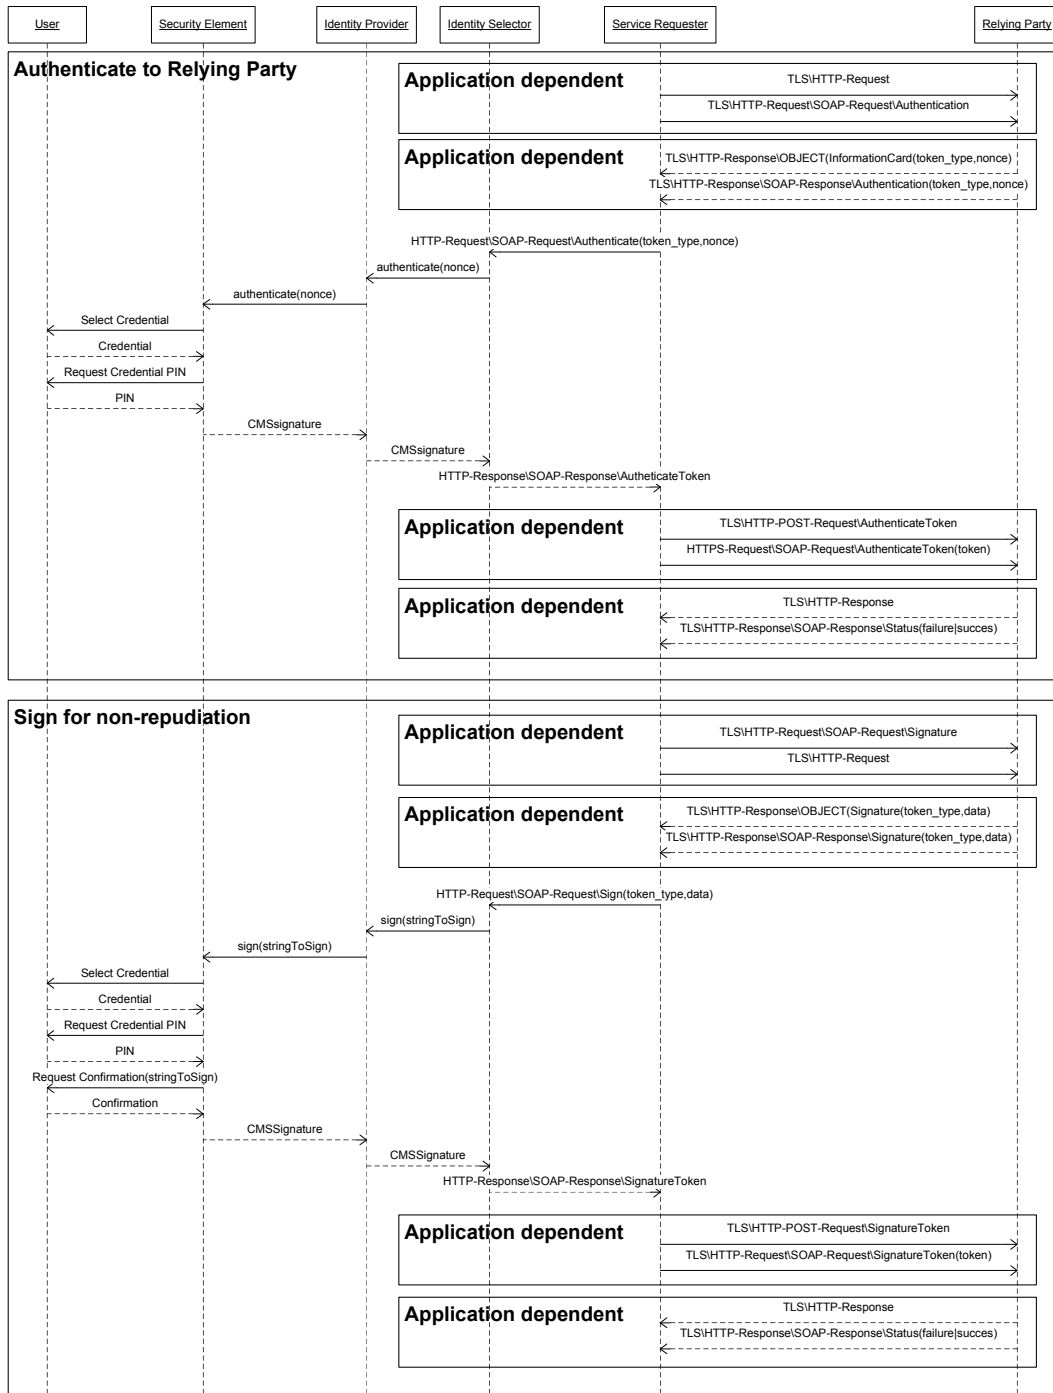 User
Security Element
Identity Provider
Identity Selector
Service Requester
Relying Party
Authenticate to Relying Party
Application dependent
TLS\HTTP-Request
TLS\HTTP-Request\SOAP-Request\Authentication
Application dependent
TLS\HTTP-Response\OBJECT(InformationCard(token_type,nonce)
TLS\HTTP-Response\SOAP-Response\Authentication(token_type,nonce)
HTTP-Request\SOAP-Request\Authenticate(token_type,nonce)
authenticate(nonce)
authenticate(nonce)
Select Credential
Credential
Request Credential PIN
PIN
CMSsignature
CMSsignature
HTTP-Response\SOAP-Response\AutheticateToken
Application dependent
TLS\HTTP-POST-Request\AuthenticateToken
HTTPS-Request\SOAP-Request\AuthenticateToken(token)
Application dependent
TLS\HTTP-Response
TLS\HTTP-Response\SOAP-Response\Status(failure|succes)
Sign for non-repudiation
Application dependent
TLS\HTTP-Request\SOAP-Request\Signature
TLS\HTTP-Request
Application dependent
TLS\HTTP-Response\OBJECT(Signature(token_type,data)
TLS\HTTP-Response\SOAP-Response\Signature(token_type,data)
HTTP-Request\SOAP-Request\Sign(token_type,data)
sign(stringToSign)
sign(stringToSign)
Select Credential
Credential
Request Credential PIN
PIN
Request Confirmation(stringToSign)
Confirmation
CMSSignature
CMSSignature
HTTP-Response\SOAP-Response\SignatureToken
Application dependent
TLS\HTTP-POST-Request\SignatureToken
TLS\HTTP-Request\SOAP-Request\SignatureToken(token)
Application dependent
TLS\HTTP-Response
TLS\HTTP-Response\SOAP-Response\Status(failure|succes)